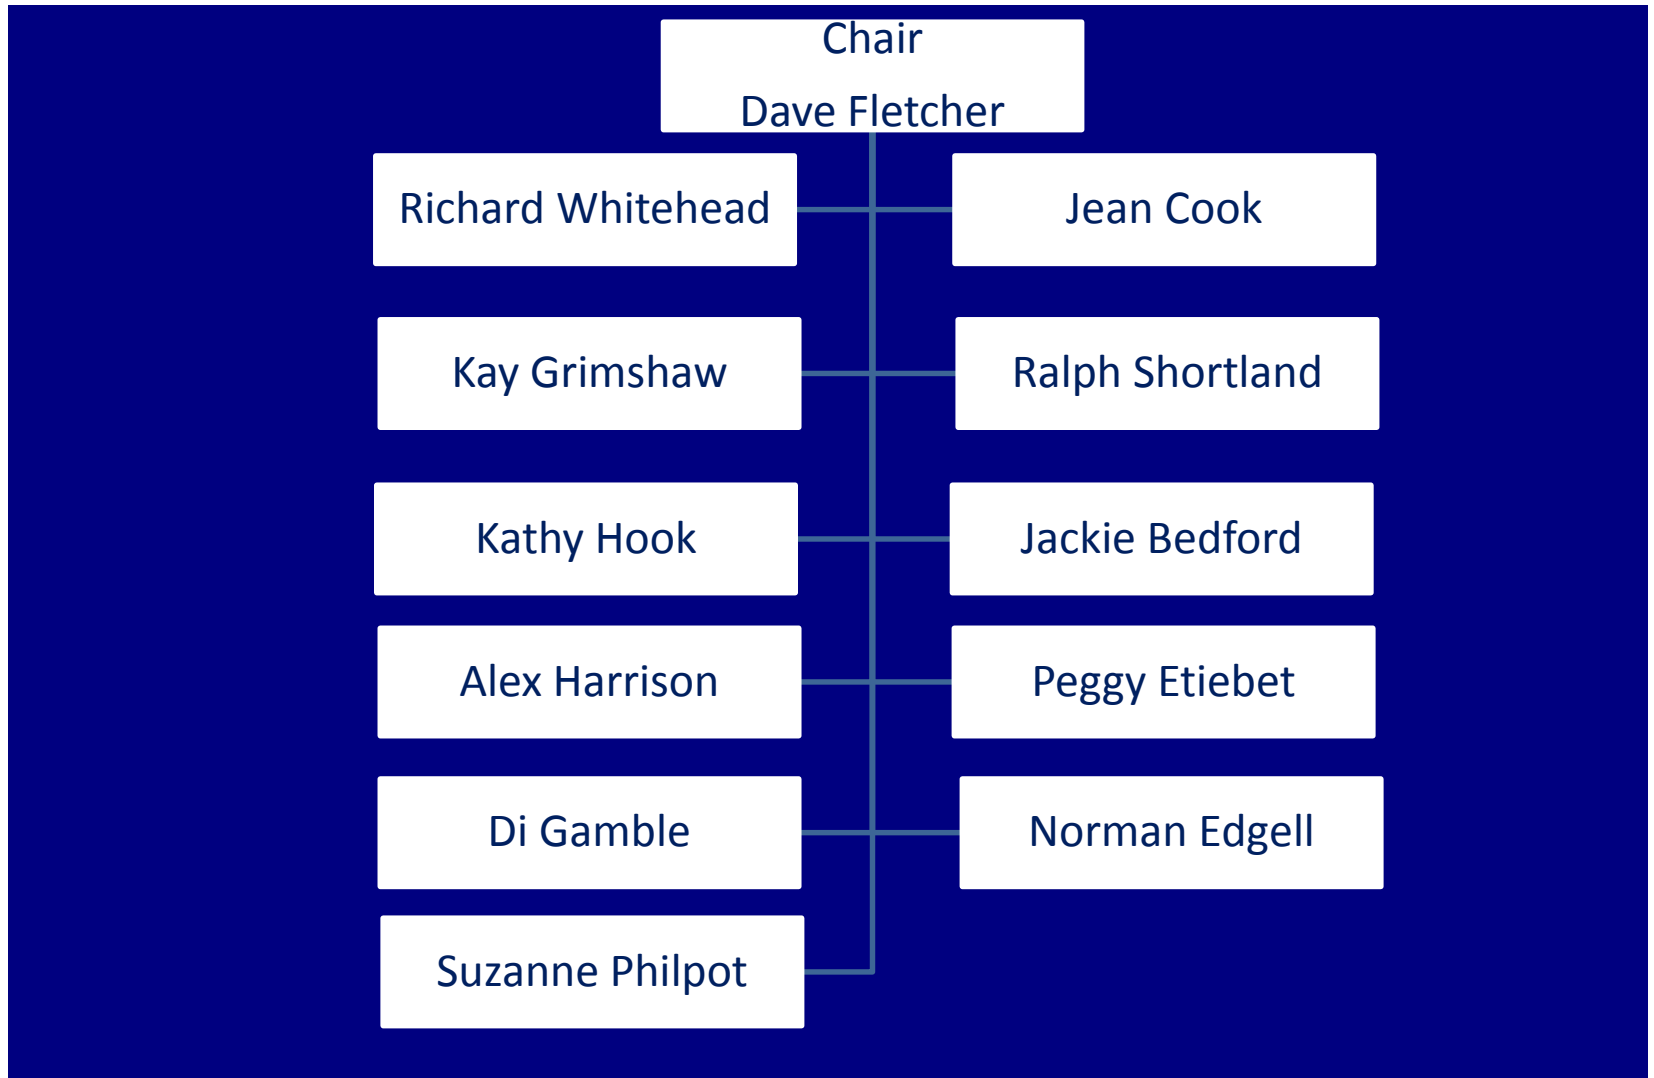 Chair
Dave Fletcher
Richard Whitehead
Jean Cook
Kay Grimshaw
Ralph Shortland
Kathy Hook
Jackie Bedford
Alex Harrison
Peggy Etiebet
Di Gamble
Norman Edgell
Suzanne Philpot